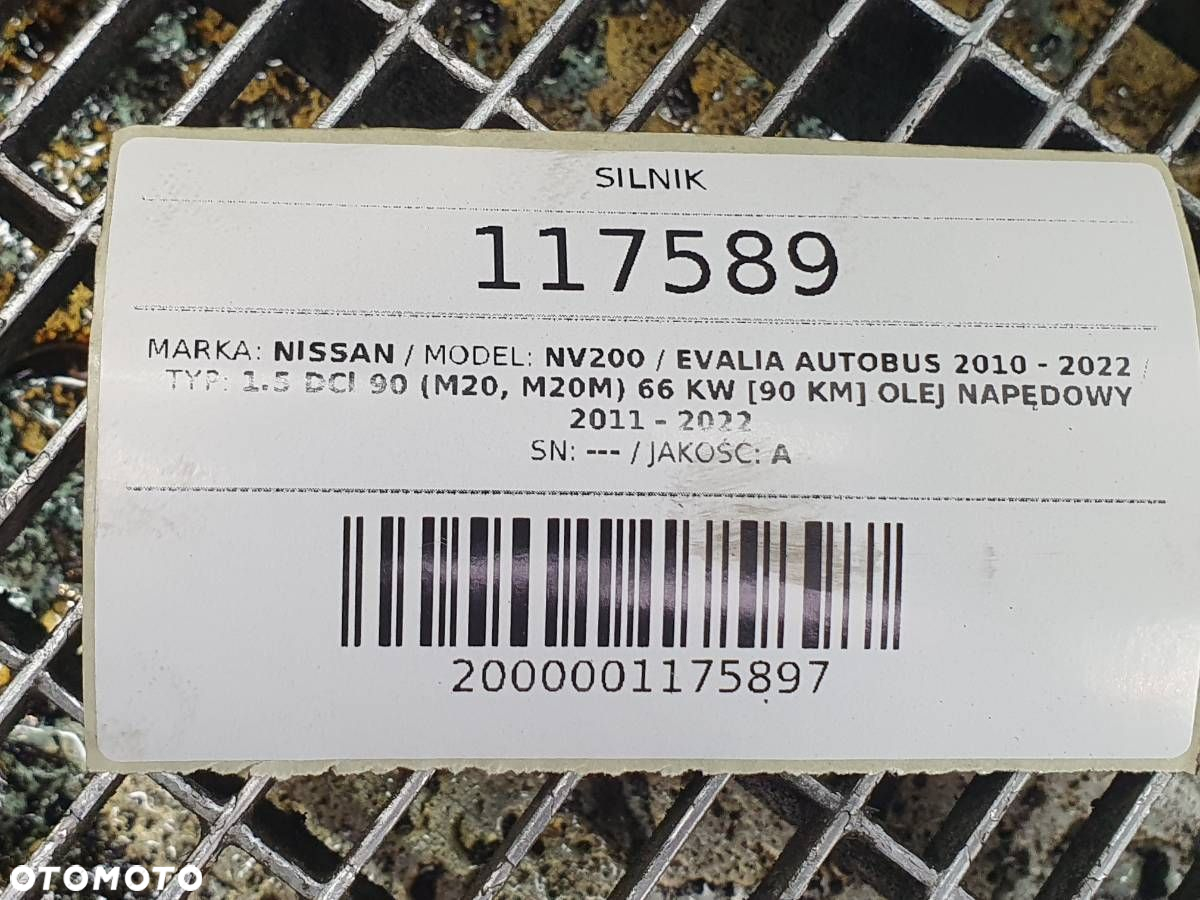 SILNIK
117589
MARKA: NISSAN / MODEL: NV200 / EVALIA AUTOBUS 2010 - 2022 /
TYP: 1.5 DCI 90 (M20, M20M) 66 KW [90 KM] OLEJ NAPĘDOWY
2011 - 2022
SN: --- / JAKOŚĆ: A
2000001175897
OTOMOTO